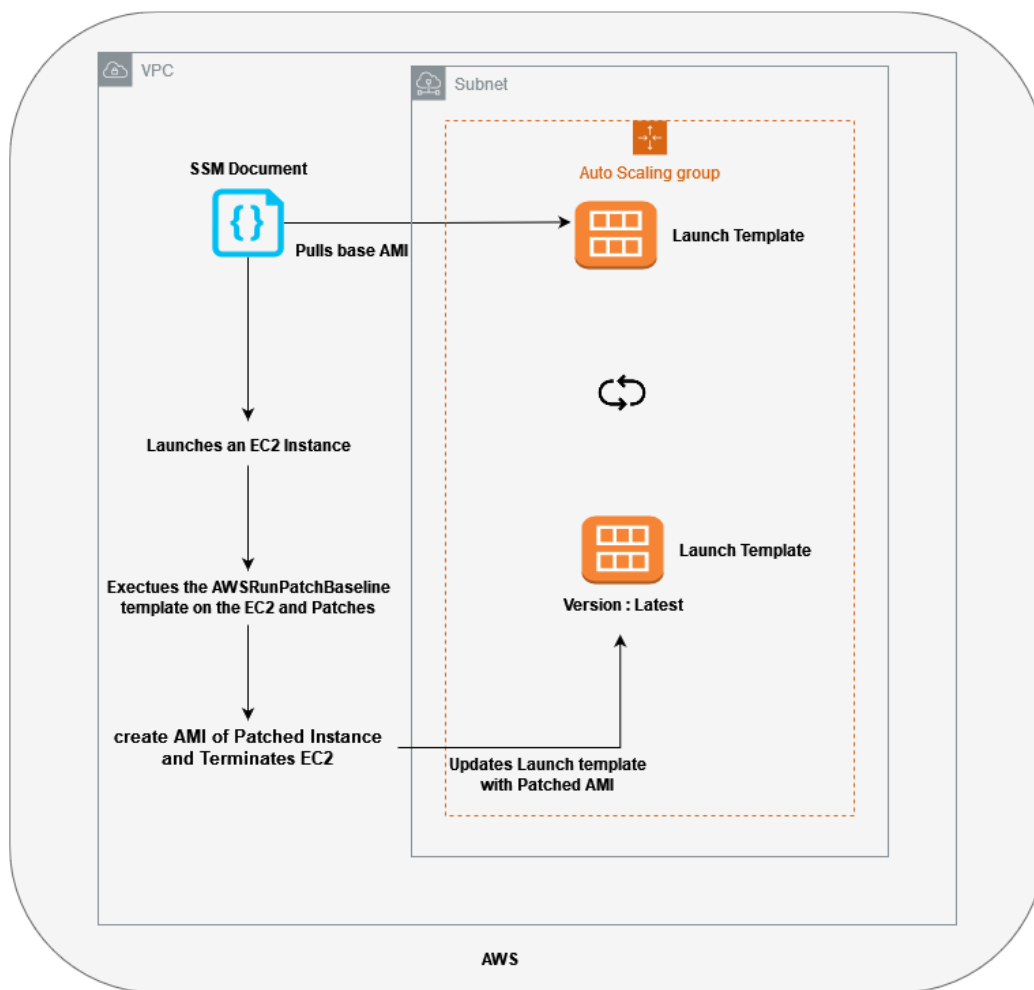 VPC
Subnet
Auto Scaling group
SSM Document
Pulls base AMI
Launch Template
Launches an EC2 Instance
Exectues the AWSRunPatchBaseline
template on the EC2 and Patches
create AMI of Patched Instance
and Terminates EC2
Launch Template
Version : Latest
Updates Launch template
with Patched AMI
AWS